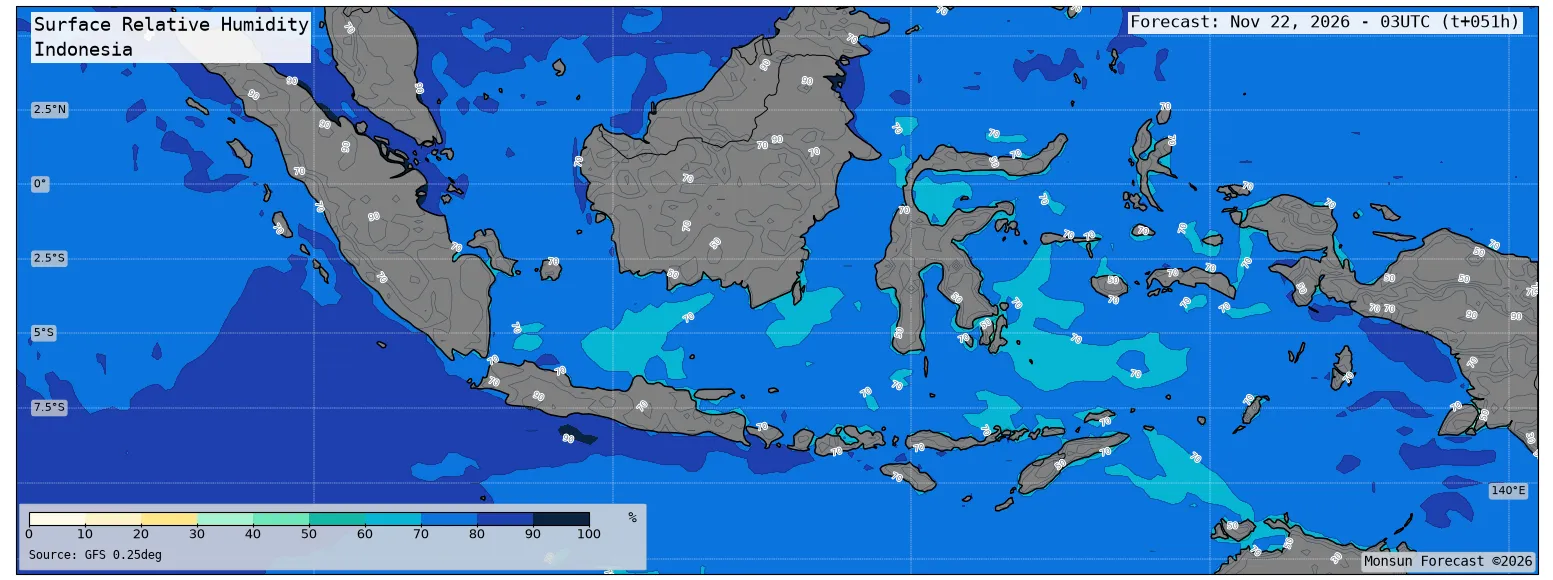 Surface Relative Humidity
Indonesia
Forecast: Nov 22, 2026 - 03UTC (t+051h)
2.5°N
0°
2.5°S
5°S
7.5°S
140°E
0 10 20 30 40 50 60 70 80 90 100
%
Source: GFS 0.25deg
Monsun Forecast ©2026